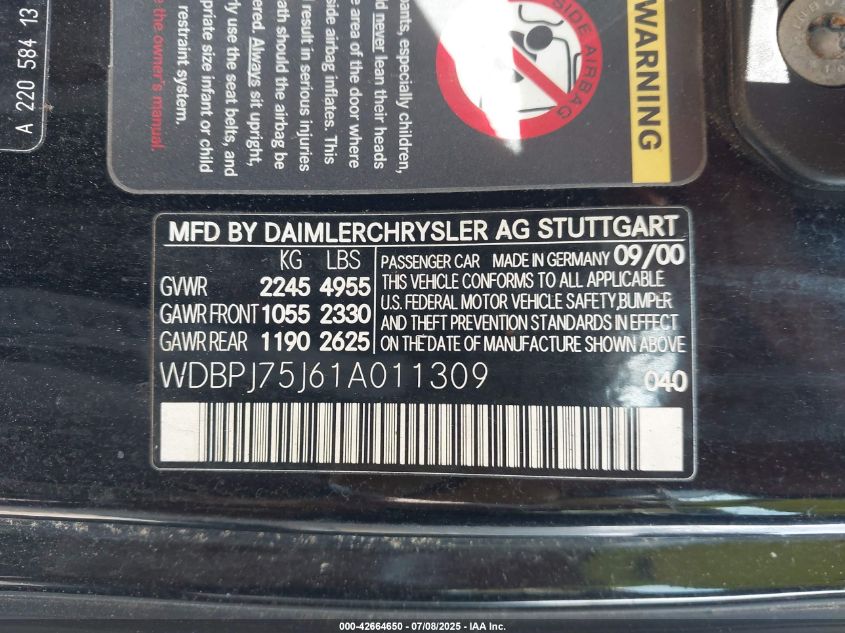 A 220 584 13
WARNING
SIDE AIRBAG
pants, especially children,
ld never lean their heads
e area of the door where
side airbag inflates. This
d result in serious injuries
ath should the airbag be
ered. Always sit upright,
rly use the seat belts, and
opriate size infant or child
restraint system.
e the owner's manual.
MFD BY DAIMLERCHRYSLER AG STUTTGART
KG LBS
GVWR 2245 4955
GAWR FRONT 1055 2330
GAWR REAR 1190 2625
PASSENGER CAR MADE IN GERMANY 09/00
THIS VEHICLE CONFORMS TO ALL APPLICABLE
U.S. FEDERAL MOTOR VEHICLE SAFETY,BUMPER
AND THEFT PREVENTION STANDARDS IN EFFECT
ON THE DATE OF MANUFACTURE SHOWN ABOVE
WDBPJ75J61A011309
040
000-42664650 - 07/08/2025 - IAA Inc.